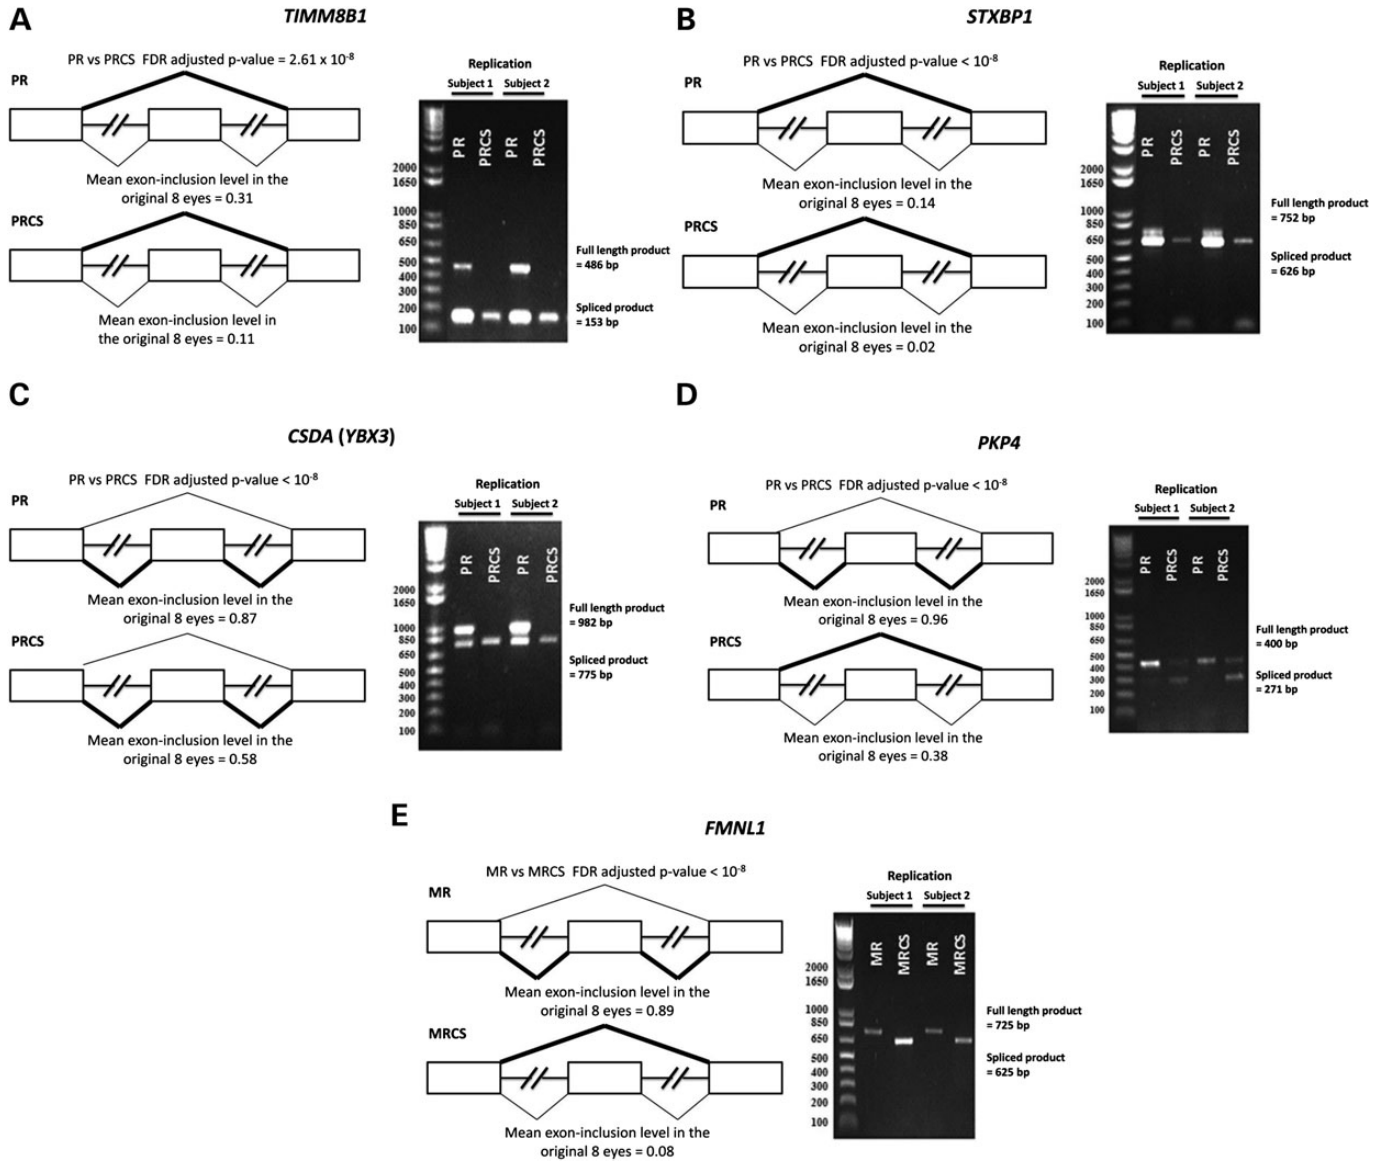 A
TIMM8B1
PR vs PRCS FDR adjusted p-value = 2.61 x 10-8
PR
Mean exon-inclusion level in the
original 8 eyes = 0.31
PRCS
Mean exon-inclusion level in
the original 8 eyes = 0.11
Replication
Subject 1 Subject 2
PR PRCS PR PRCS
2000
1650
1000
850
650
500
400
300
200
100
Full length product
= 486 bp
Spliced product
= 153 bp
B
STXBP1
PR vs PRCS FDR adjusted p-value < 10-8
PR
Mean exon-inclusion level in the
original 8 eyes = 0.14
PRCS
Mean exon-inclusion level in the
original 8 eyes = 0.02
Replication
Subject 1 Subject 2
PR PRCS PR PRCS
2000
1650
1000
850
650
500
400
300
200
100
Full length product
= 752 bp
Spliced product
= 626 bp
C
CSDA (YBX3)
PR vs PRCS FDR adjusted p-value < 10-8
PR
Mean exon-inclusion level in the
original 8 eyes = 0.87
PRCS
Mean exon-inclusion level in the
original 8 eyes = 0.58
Replication
Subject 1 Subject 2
PR PRCS PR PRCS
2000
1650
1000
850
650
500
400
300
200
100
Full length product
= 982 bp
Spliced product
= 775 bp
D
PKP4
PR vs PRCS FDR adjusted p-value < 10-8
PR
Mean exon-inclusion level in the
original 8 eyes = 0.96
PRCS
Mean exon-inclusion level in the
original 8 eyes = 0.38
Replication
Subject 1 Subject 2
PR PRCS PR PRCS
2000
1650
1000
850
650
500
400
300
200
100
Full length product
= 400 bp
Spliced product
= 271 bp
E
FMNL1
MR vs MRCS FDR adjusted p-value < 10-8
MR
Mean exon-inclusion level in the
original 8 eyes = 0.89
MRCS
Mean exon-inclusion level in the
original 8 eyes = 0.08
Replication
Subject 1 Subject 2
MR MRCS MR MRCS
2000
1650
1000
850
650
500
400
300
200
100
Full length product
= 725 bp
Spliced product
= 625 bp